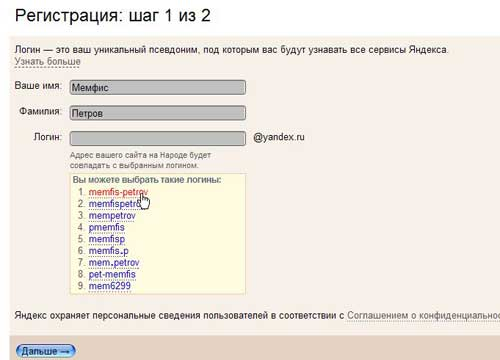 Регистрация: шаг 1 из 2
Логин — это ваш уникальный псевдоним, под которым вас будут узнавать все сервисы Яндекса.
Узнать больше
Ваше имя: Мемфис
Фамилия: Петров
Логин: @yandex.ru
Адрес вашего сайта на Народе будет
совпадать с выбранным логином.
Вы можете выбрать такие логины:
1. memfis-petrov
2. memfispetrov
3. mempetrov
4. pmemfis
5. memfisp
6. memfis.p
7. mem.petrov
8. pet-memfis
9. mem6299
Яндекс охраняет персональные сведения пользователей в соответствии с Соглашением о конфиденциальнос
Дальше →